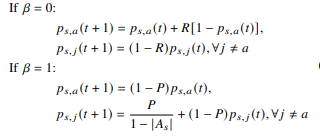 If β = 0:
p_{s,a}(t + 1) = p_{s,a}(t) + R[1 − p_{s,a}(t)],
p_{s,j}(t + 1) = (1 − R)p_{s,j}(t), ∀j ≠ a
If β = 1:
p_{s,a}(t + 1) = (1 − P)p_{s,a}(t),
p_{s,j}(t + 1) = \frac{P}{1 − |A_s|} + (1 − P)p_{s,j}(t), ∀j ≠ a